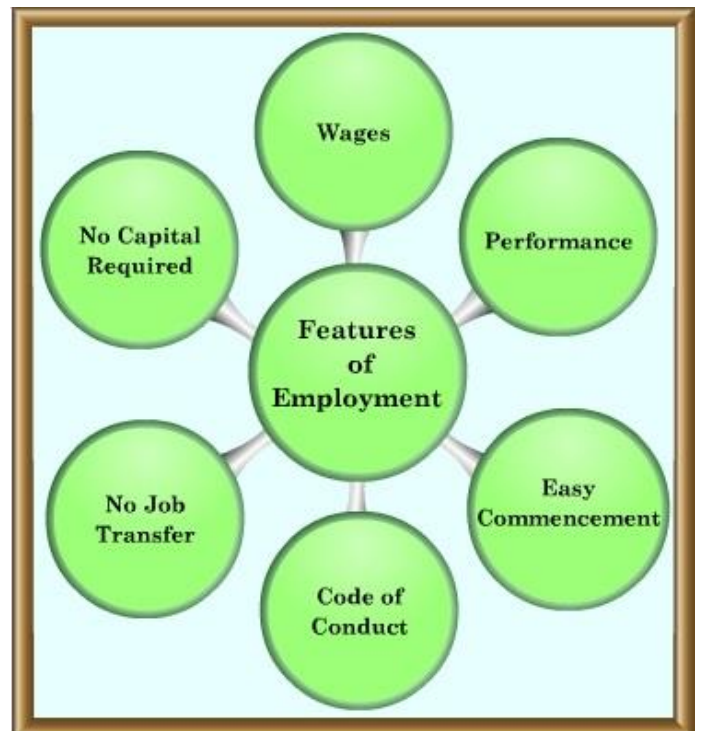 Wages
Performance
No Capital
Required
Features
of
Employment
Easy
Commencement
No Job
Transfer
Code of
Conduct